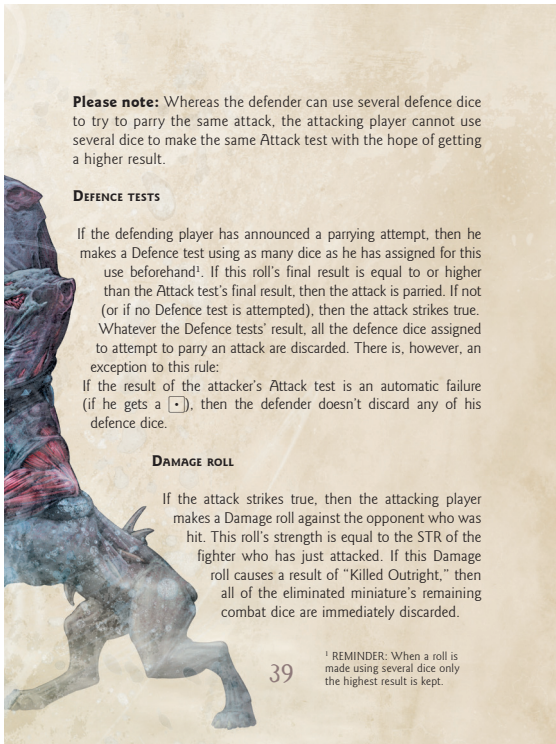 Please note: Whereas the defender can use several defence dice
to try to parry the same attack, the attacking player cannot use
several dice to make the same Attack test with the hope of getting
a higher result.
Defence tests
If the defending player has announced a parrying attempt, then he
makes a Defence test using as many dice as he has assigned for this
use beforehand¹. If this roll's final result is equal to or higher
than the Attack test's final result, then the attack is parried. If not
(or if no Defence test is attempted), then the attack strikes true.
Whatever the Defence tests' result, all the defence dice assigned
to attempt to parry an attack are discarded. There is, however, an
exception to this rule:
If the result of the attacker's Attack test is an automatic failure
(if he gets a ⚀), then the defender doesn't discard any of his
defence dice.
Damage roll
If the attack strikes true, then the attacking player
makes a Damage roll against the opponent who was
hit. This roll's strength is equal to the STR of the
fighter who has just attacked. If this Damage
roll causes a result of “Killed Outright,” then
all of the eliminated miniature's remaining
combat dice are immediately discarded.
39
¹ REMINDER: When a roll is
made using several dice only
the highest result is kept.